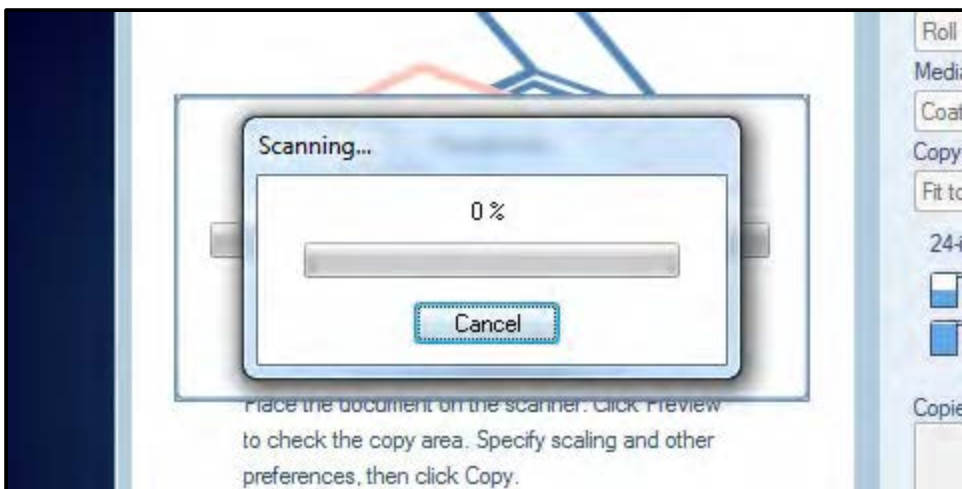 Scanning...
0 %
Cancel
Place the document on the scanner. Click Preview
to check the copy area. Specify scaling and other
preferences, then click Copy.
Roll
Media
Coat
Copy
Fit to
24-i
Copie